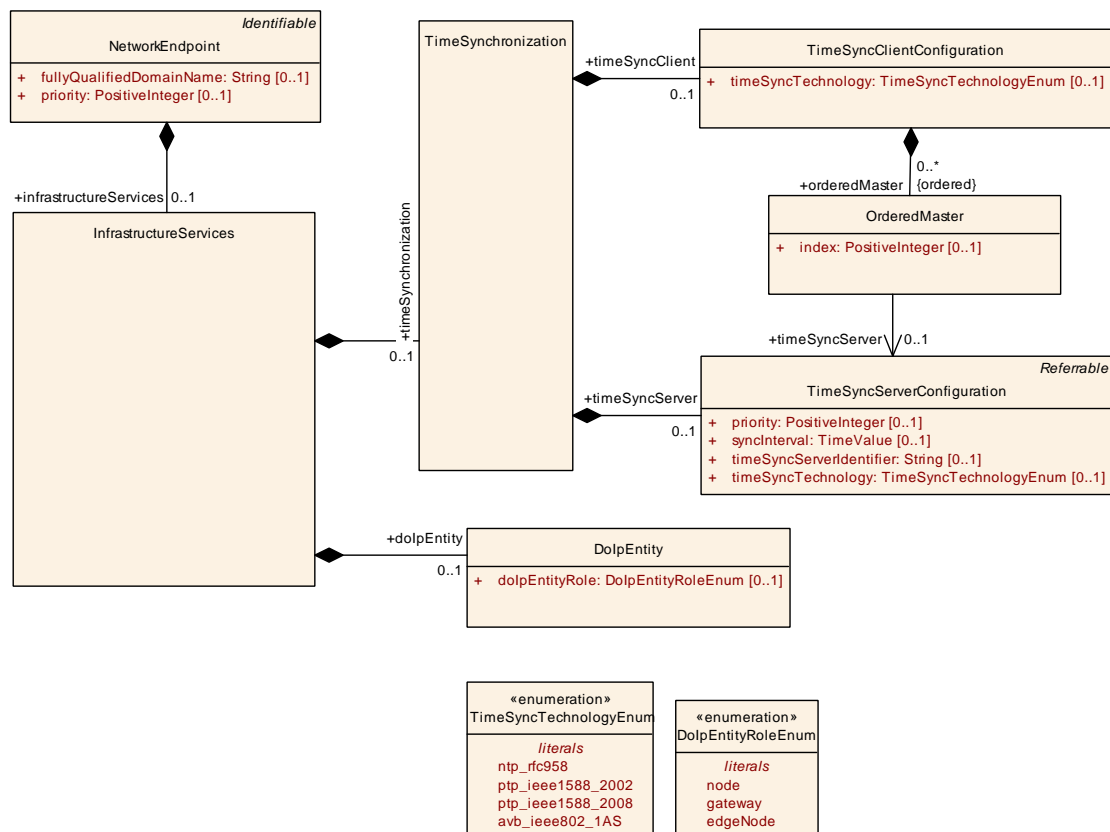 Identifiable
NetworkEndpoint
+ fullyQualifiedDomainName: String [0..1]
+ priority: PositiveInteger [0..1]
+infrastructureServices 0..1
InfrastructureServices
TimeSynchronization
+timeSynchronization
0..1
+timeSyncClient
0..1
TimeSyncClientConfiguration
+ timeSyncTechnology: TimeSyncTechnologyEnum [0..1]
0..*
+orderedMaster {ordered}
OrderedMaster
+ index: PositiveInteger [0..1]
+timeSyncServer 0..1
+timeSyncServer
0..1
Referrable
TimeSyncServerConfiguration
+ priority: PositiveInteger [0..1]
+ syncInterval: TimeValue [0..1]
+ timeSyncServerIdentifier: String [0..1]
+ timeSyncTechnology: TimeSyncTechnologyEnum [0..1]
+doIpEntity
0..1
DoIpEntity
+ doIpEntityRole: DoIpEntityRoleEnum [0..1]
«enumeration»
TimeSyncTechnologyEnum
literals
ntp_rfc958
ptp_ieee1588_2002
ptp_ieee1588_2008
avb_ieee802_1AS
«enumeration»
DoIpEntityRoleEnum
literals
node
gateway
edgeNode